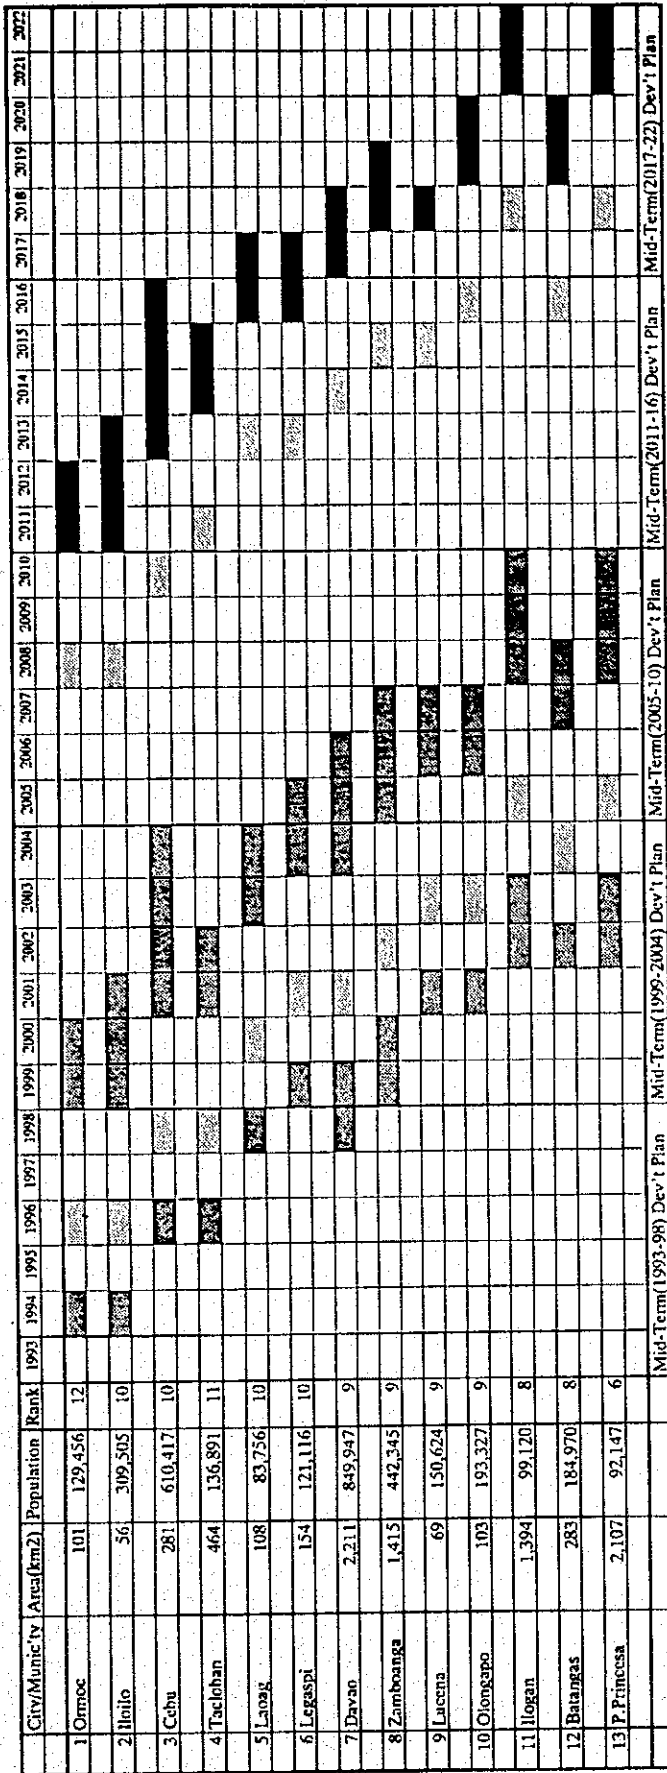 City/Munic'ty Area(km2) Population Rank 1993 1994 1995 1996 1997 1998 1999 2000 2001 2002 2003 2004 2005 2006 2007 2008 2009 2010 2011 2012 2013 2014 2015 2016 2017 2018 2019 2020 2021 2022
1 Ormoc 101 129,456 12
2 Iloilo 56 309,505 10
3 Cebu 281 610,417 10
4 Tacloban 464 136,891 11
5 Laoag 108 83,756 10
6 Legaspi 154 121,116 10
7 Davao 2,211 849,947 9
8 Zamboanga 1,415 442,345 9
9 Lucena 69 150,624 9
10 Olongapo 103 193,327 9
11 Ilogan 1,394 99,120 8
12 Batangas 283 184,970 8
13 P.Princesa 2,107 92,147 6
Mid-Term(1993-98) Dev't Plan Mid-Term(1999-2004) Dev't Plan Mid-Term(2005-10) Dev't Plan Mid-Term(2011-16) Dev't Plan Mid-Term(2017-22) Dev't Plan